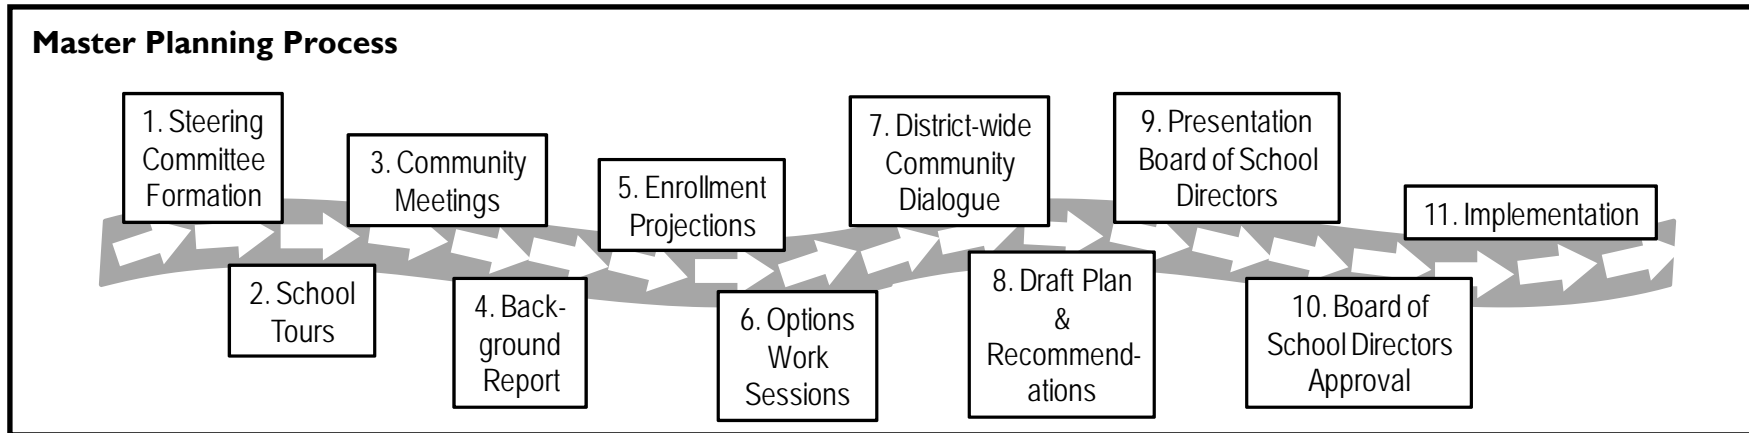 Master Planning Process
1. Steering
Committee
Formation
2. School
Tours
3. Community
Meetings
4. Back-
ground
Report
5. Enrollment
Projections
6. Options
Work
Sessions
7. District-wide
Community
Dialogue
8. Draft Plan
&
Recommend-
ations
9. Presentation
Board of School
Directors
10. Board of
School Directors
Approval
11. Implementation